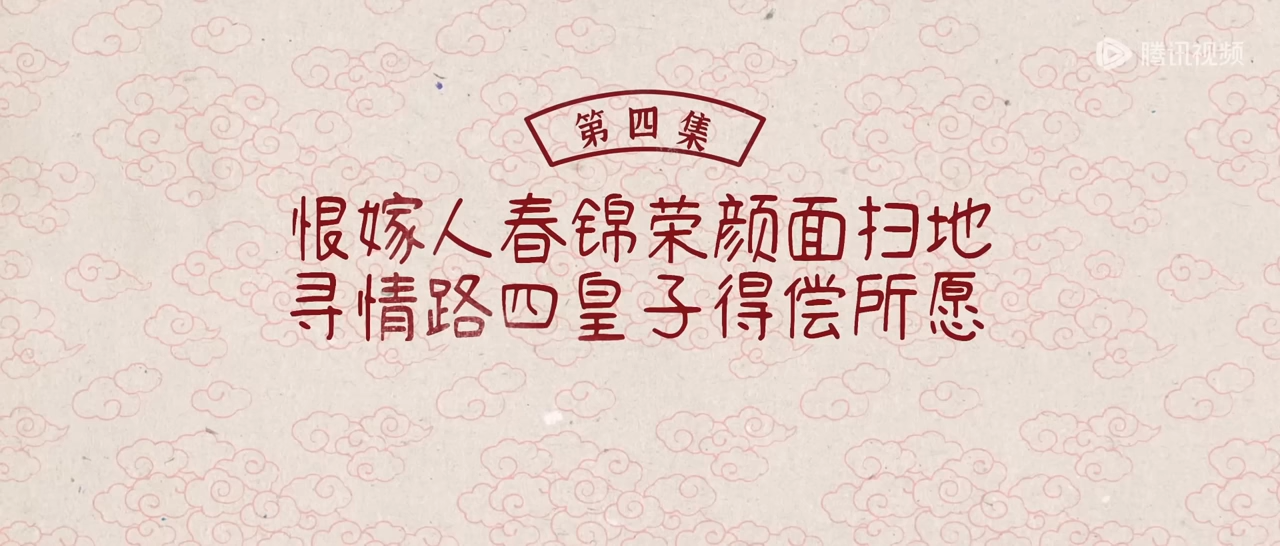 腾讯视频
第四集
恨嫁人春锦荣颜面扫地
寻情路四皇子得偿所愿